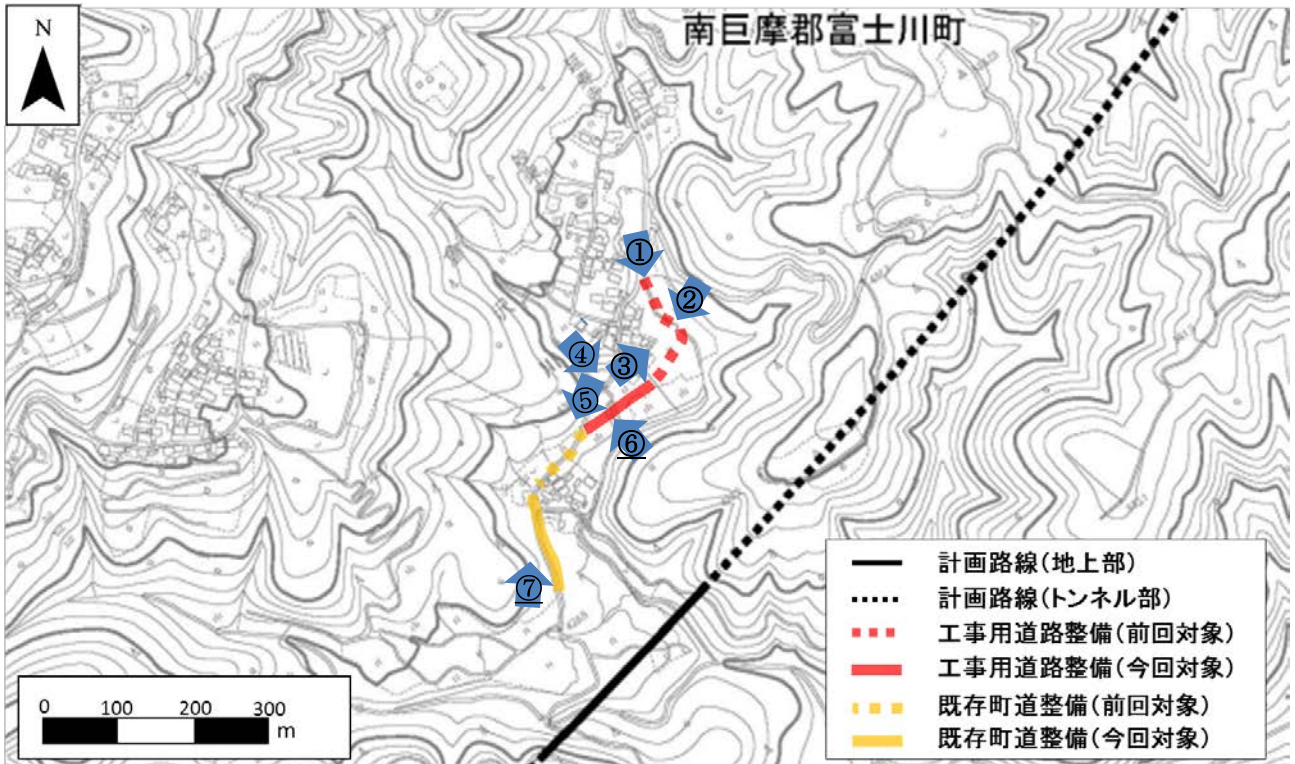 南巨摩郡富士川町
N
①
②
③
④
⑤
⑥
⑦
計画路線(地上部)
計画路線(トンネル部)
工事用道路整備(前回対象)
工事用道路整備(今回対象)
既存町道整備(前回対象)
既存町道整備(今回対象)
0 100 200 300
m